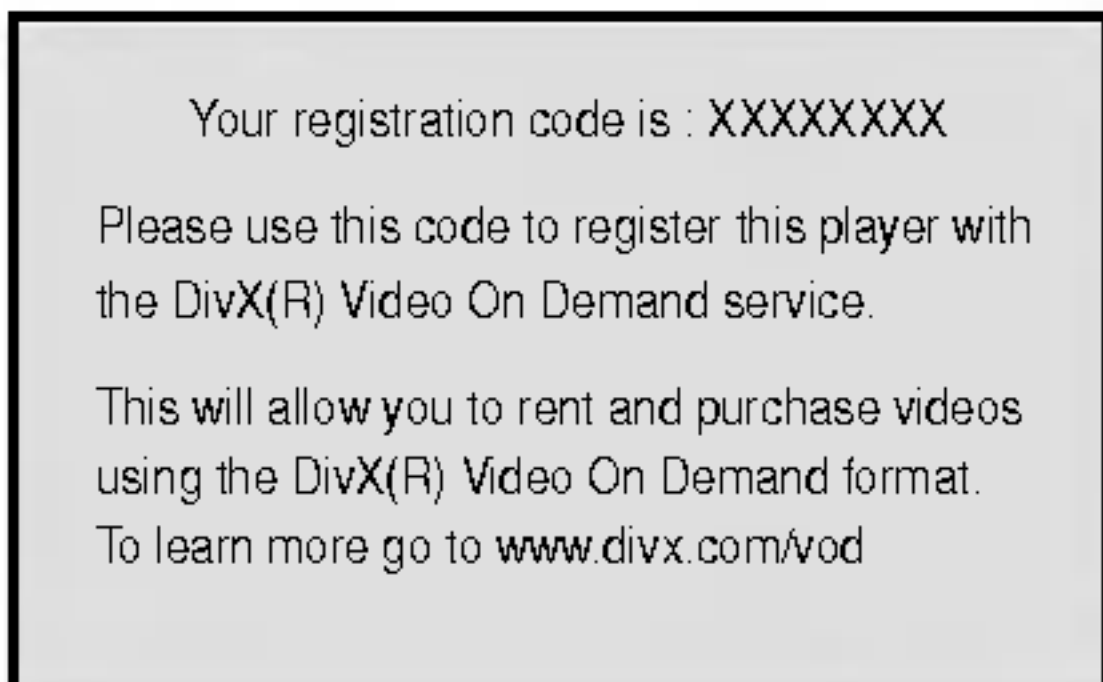 Your registration code is : XXXXXXXX
Please use this code to register this player with
the DivX(R) Video On Demand service.
This will allow you to rent and purchase videos
using the DivX(R) Video On Demand format.
To learn more go to www.divx.com/vod